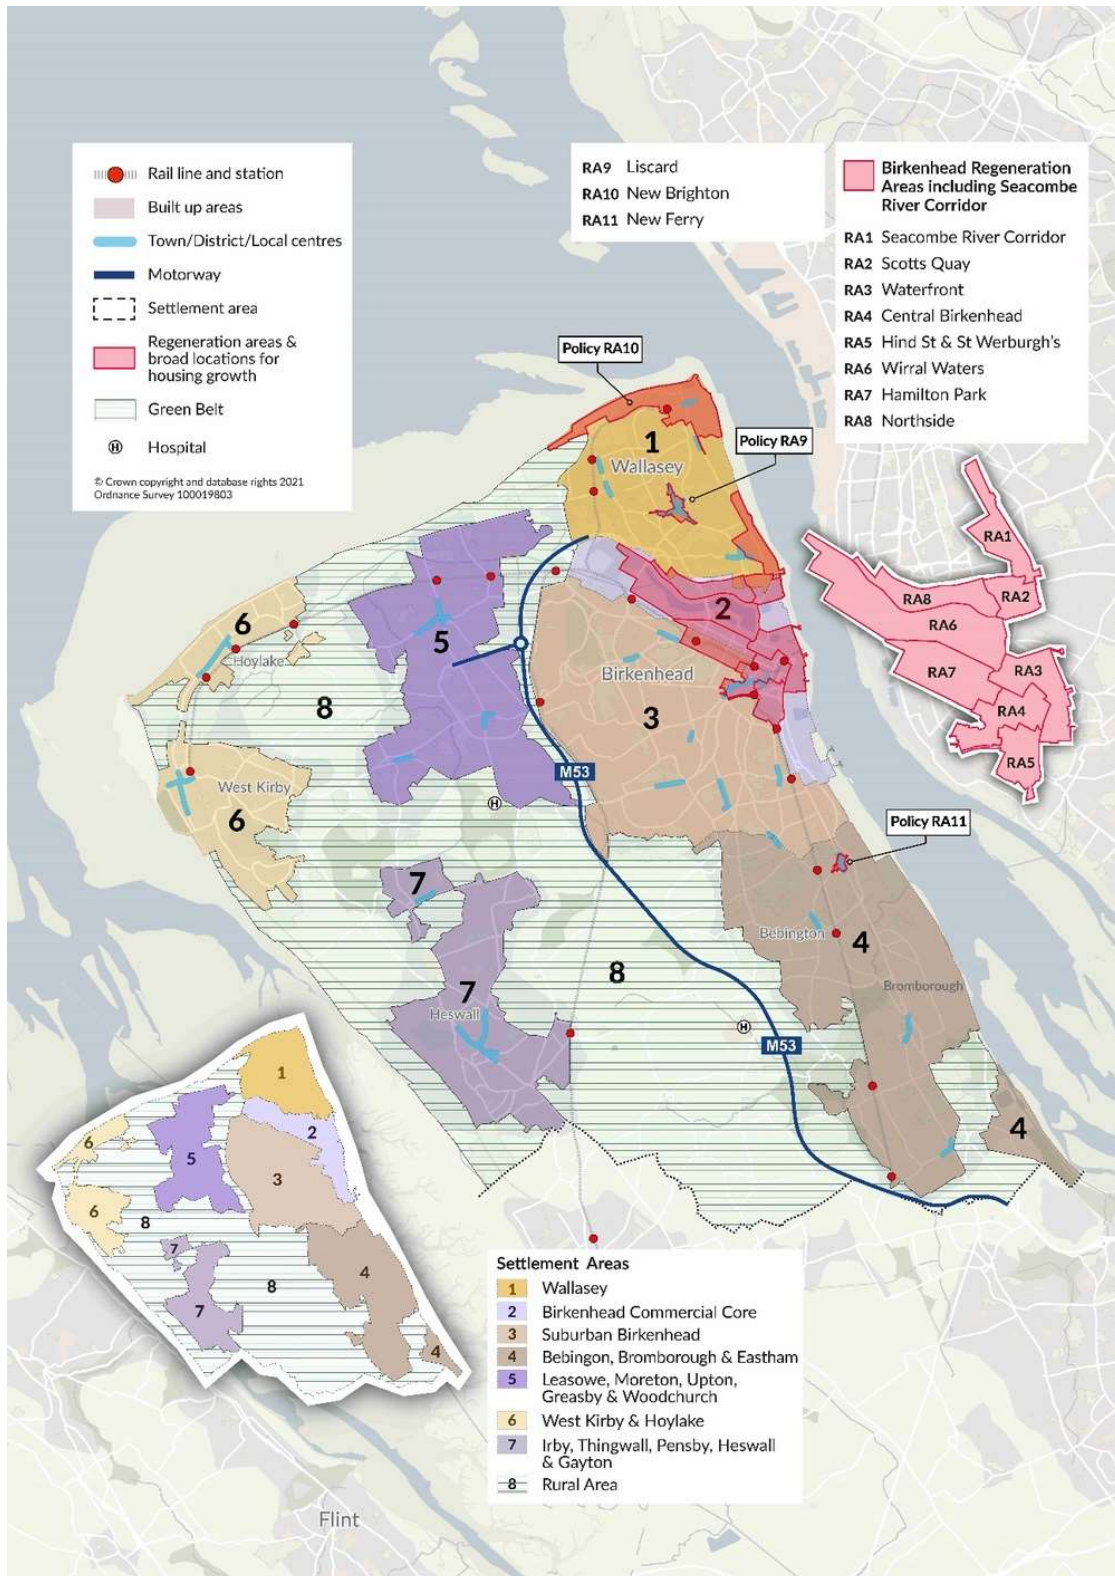 Rail line and station
Built up areas
Town/District/Local centres
Motorway
Settlement area
Regeneration areas &
broad locations for
housing growth
Green Belt
H Hospital
© Crown copyright and database rights 2021
Ordnance Survey 100019803
RA9 Liscard
RA10 New Brighton
RA11 New Ferry
Birkenhead Regeneration
Areas including Seacombe
River Corridor
RA1 Seacombe River Corridor
RA2 Scotts Quay
RA3 Waterfront
RA4 Central Birkenhead
RA5 Hind St & St Werburgh's
RA6 Wirral Waters
RA7 Hamilton Park
RA8 Northside
Policy RA10
Policy RA9
1
Wallasey
RA1
RA2
RA8
RA6
RA3
RA7
RA4
RA5
2
6
Hoylake
5
Birkenhead
8
3
M53
West Kirby
6
H
Policy RA11
7
Bebington
4
8
7
Heswall
Bromborough
H
M53
4
1
2
6
5
3
6
8
7
8
4
7
4
Settlement Areas
1 Wallasey
2 Birkenhead Commercial Core
3 Suburban Birkenhead
4 Bebingon, Bromborough & Eastham
5 Leasowe, Moreton, Upton,
Greasby & Woodchurch
6 West Kirby & Hoylake
7 Irby, Thingwall, Pensby, Heswall
& Gayton
8 Rural Area
Flint